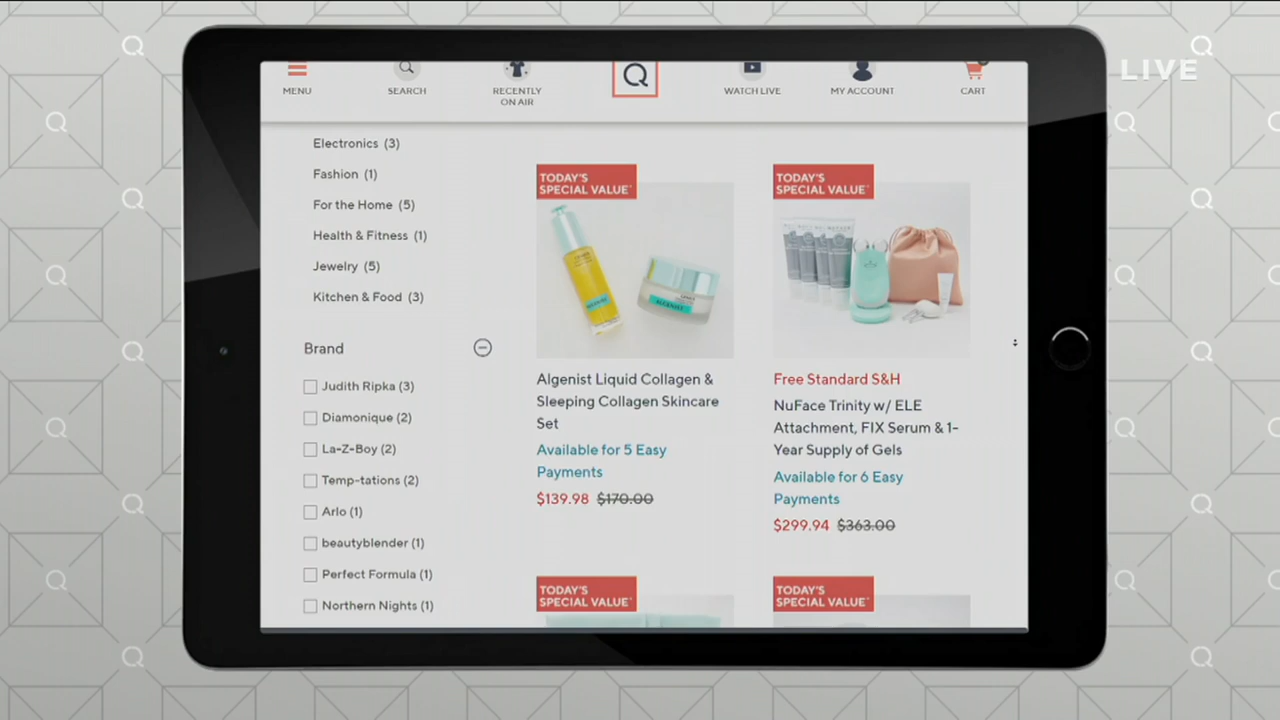 LIVE
MENU
SEARCH
RECENTLY
ON AIR
Q
WATCH LIVE
MY ACCOUNT
CART
Electronics (3)
Fashion (1)
For the Home (5)
Health & Fitness (1)
Jewelry (5)
Kitchen & Food (3)
Brand
Judith Ripka (3)
Diamonique (2)
La-Z-Boy (2)
Temp-tations (2)
Arlo (1)
beautyblender (1)
Perfect Formula (1)
Northern Nights (1)
TODAY'S
SPECIAL VALUE
ALGENIST
ALGENIST
Algenist Liquid Collagen &
Sleeping Collagen Skincare
Set
Available for 5 Easy
Payments
$139.98 $170.00
TODAY'S
SPECIAL VALUE
Free Standard S&H
NuFace Trinity w/ ELE
Attachment, FIX Serum & 1-
Year Supply of Gels
Available for 6 Easy
Payments
$299.94 $363.00
TODAY'S
SPECIAL VALUE
TODAY'S
SPECIAL VALUE